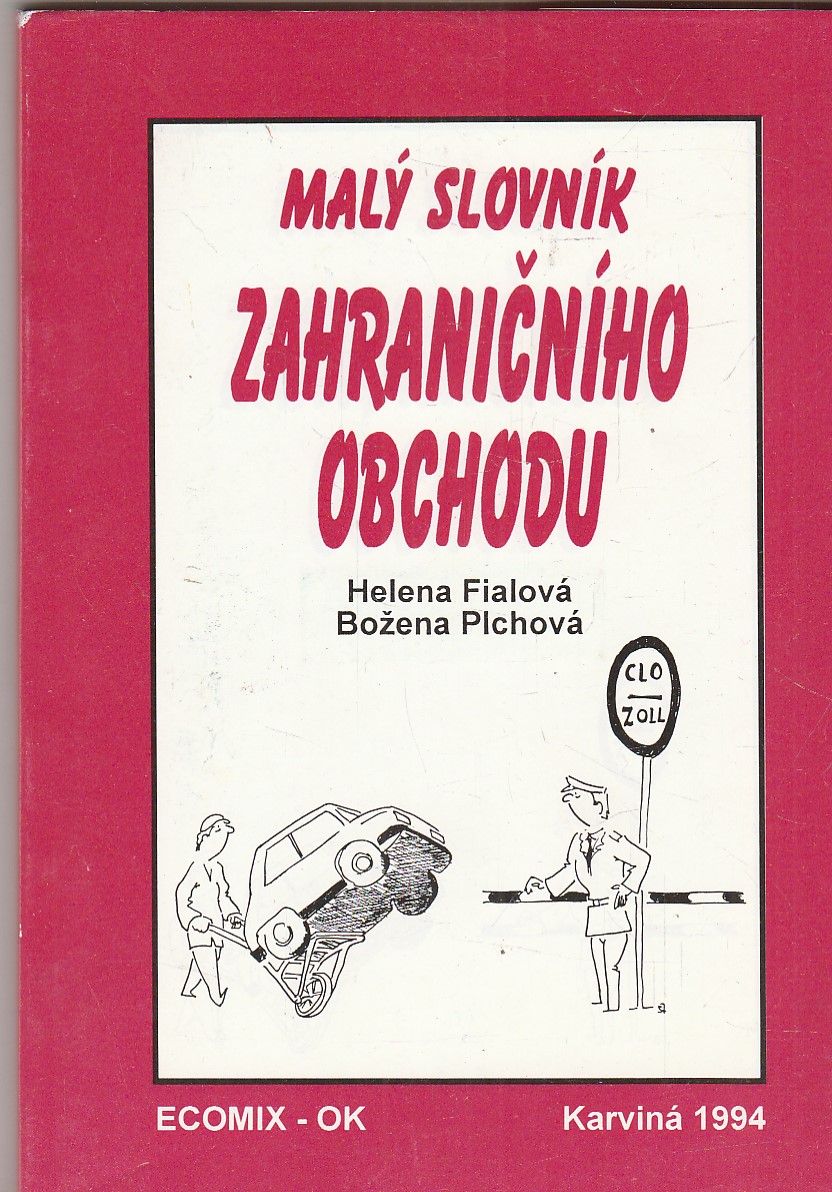 MALÝ SLOVNÍK
ZAHRANIČNÍHO
OBCHODU
Helena Fialová
Božena Plchová
CLO
ZOLL
ECOMIX - OK
Karviná 1994